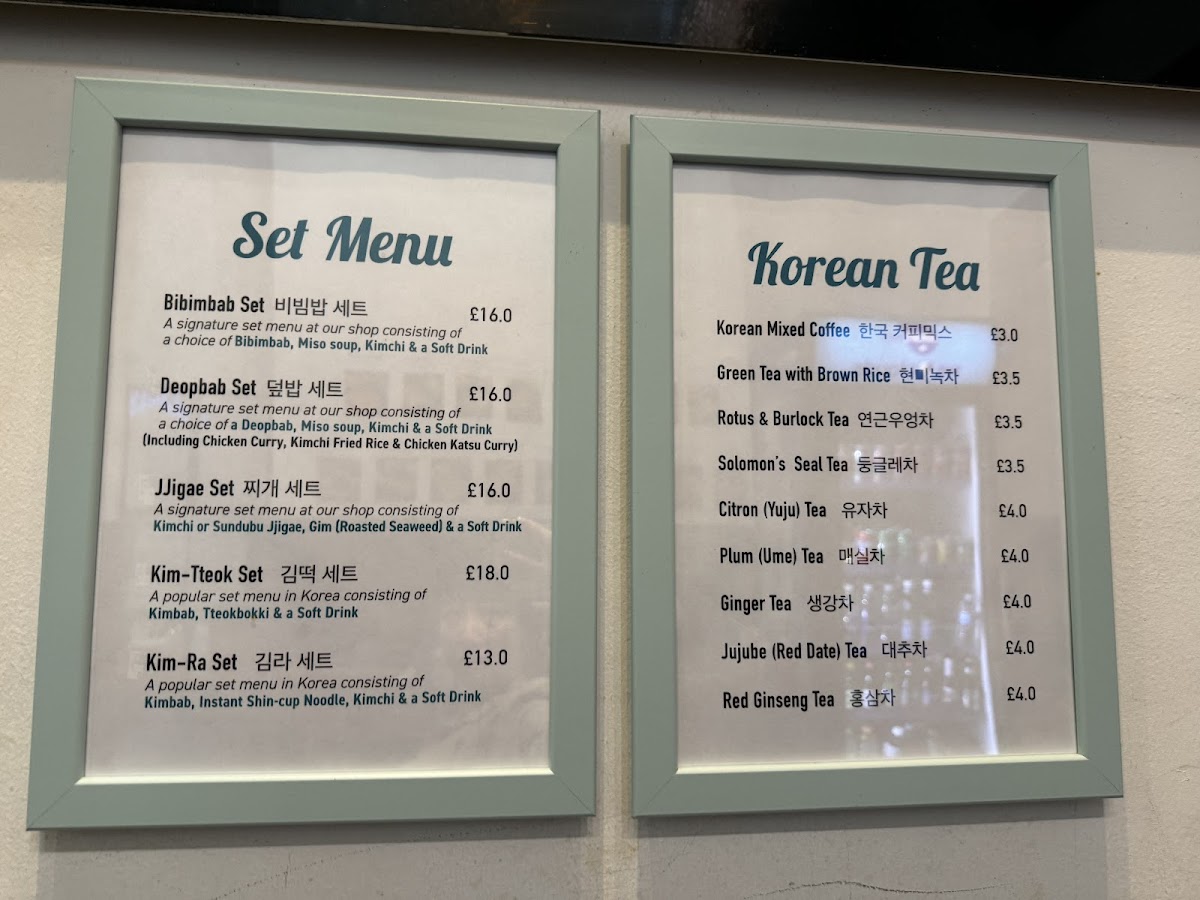 Set Menu
Bibimbab Set 비빔밥 세트 £16.0
A signature set menu at our shop consisting of
a choice of Bibimbab, Miso soup, Kimchi & a Soft Drink
Deopbab Set 덮밥 세트 £16.0
A signature set menu at our shop consisting of
a choice of a Deopbab, Miso soup, Kimchi & a Soft Drink
(Including Chicken Curry, Kimchi Fried Rice & Chicken Katsu Curry)
JJigae Set 찌개 세트 £16.0
A signature set menu at our shop consisting of
Kimchi or Sundubu Jjigae, Gim (Roasted Seaweed) & a Soft Drink
Kim-Tteok Set 김떡 세트 £18.0
A popular set menu in Korea consisting of
Kimbab, Tteokbokki & a Soft Drink
Kim-Ra Set 김라 세트 £13.0
A popular set menu in Korea consisting of
Kimbab, Instant Shin-cup Noodle, Kimchi & a Soft Drink
Korean Tea
Korean Mixed Coffee 한국 커피믹스 £3.0
Green Tea with Brown Rice 현미녹차 £3.5
Rotus & Burlock Tea 연근우엉차 £3.5
Solomon's Seal Tea 둥글레차 £3.5
Citron (Yuju) Tea 유자차 £4.0
Plum (Ume) Tea 매실차 £4.0
Ginger Tea 생강차 £4.0
Jujube (Red Date) Tea 대추차 £4.0
Red Ginseng Tea 홍삼차 £4.0